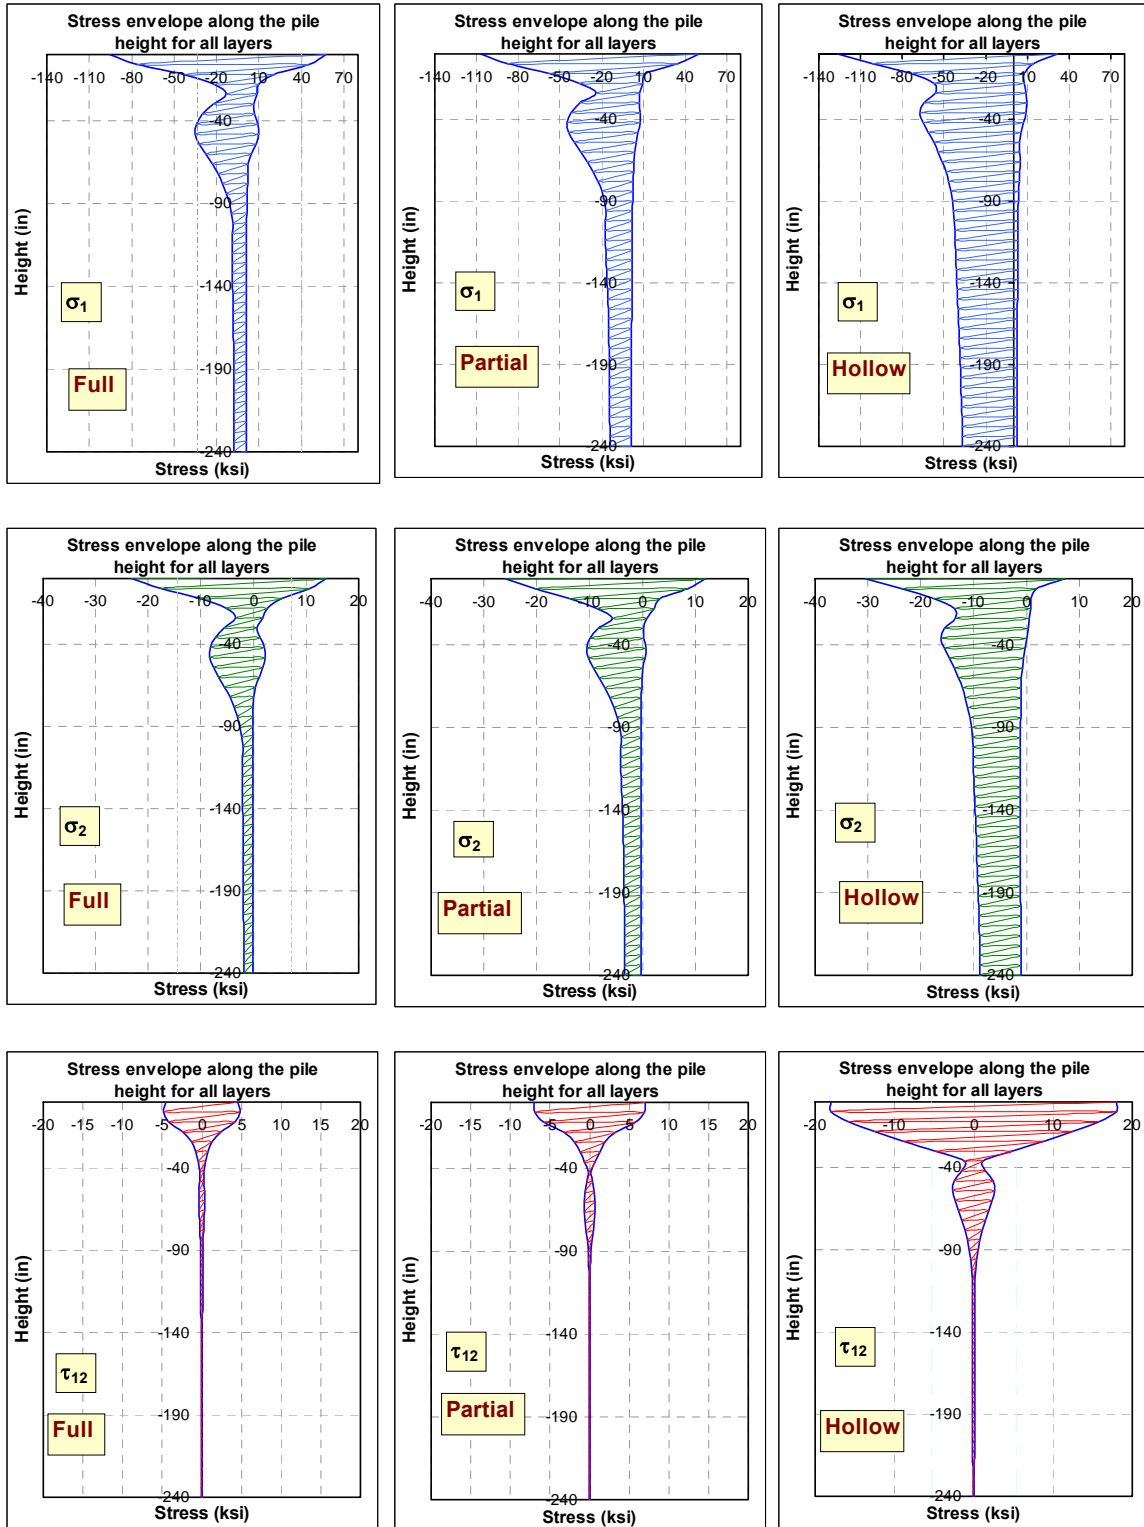 Stress envelope along the pile
height for all layers
-140 -110 -80 -50 -20 10 40 70
-40
-90
-140
-190
-240
Height (in)
σ1
Full
Stress (ksi)
Stress envelope along the pile
height for all layers
-140 -110 -80 -50 -20 10 40 70
-40
-90
-140
-190
-240
Height (in)
σ1
Partial
Stress (ksi)
Stress envelope along the pile
height for all layers
-140 -110 -80 -50 -20 10 40 70
-40
-90
-140
-190
-240
Height (in)
σ1
Hollow
Stress (ksi)
Stress envelope along the pile
height for all layers
-40 -30 -20 -10 0 10 20
-40
-90
-140
-190
-240
Height (in)
σ2
Full
Stress (ksi)
Stress envelope along the pile
height for all layers
-40 -30 -20 -10 0 10 20
-40
-90
-140
-190
-240
Height (in)
σ2
Partial
Stress (ksi)
Stress envelope along the pile
height for all layers
-40 -30 -20 -10 0 10 20
-40
-90
-140
-190
-240
Height (in)
σ2
Hollow
Stress (ksi)
Stress envelope along the pile
height for all layers
-20 -15 -10 -5 0 5 10 15 20
-40
-90
-140
-190
-240
Height (in)
τ12
Full
Stress (ksi)
Stress envelope along the pile
height for all layers
-20 -15 -10 -5 0 5 10 15 20
-40
-90
-140
-190
-240
Height (in)
τ12
Partial
Stress (ksi)
Stress envelope along the pile
height for all layers
-20 -10 0 10 20
-40
-90
-140
-190
-240
Height (in)
τ12
Hollow
Stress (ksi)